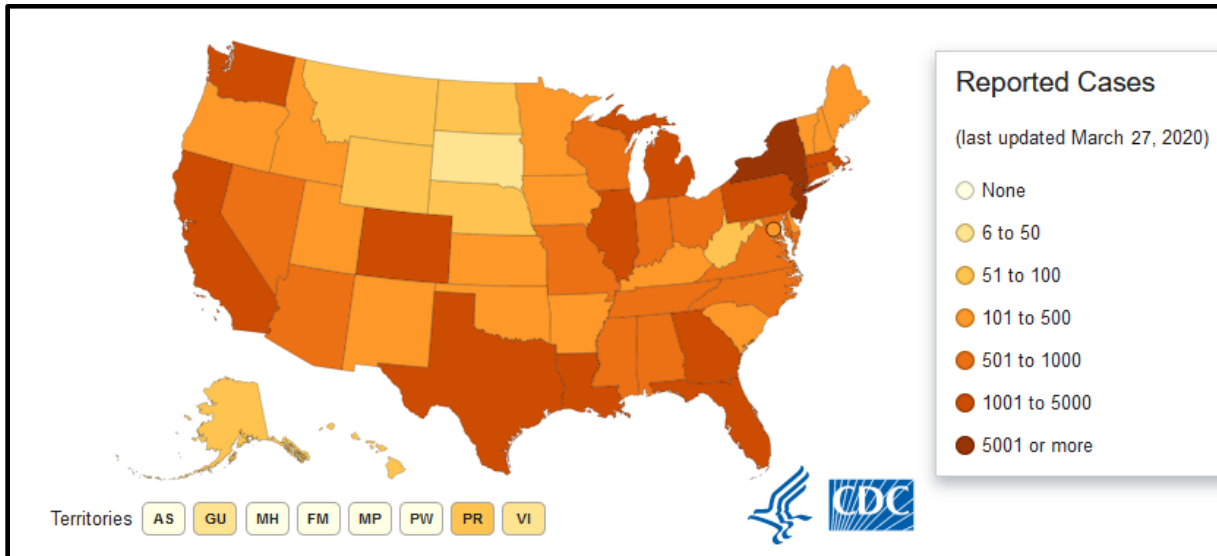 Reported Cases
(last updated March 27, 2020)
None
6 to 50
51 to 100
101 to 500
501 to 1000
1001 to 5000
5001 or more
Territories AS GU MH FM MP PW PR VI
CDC